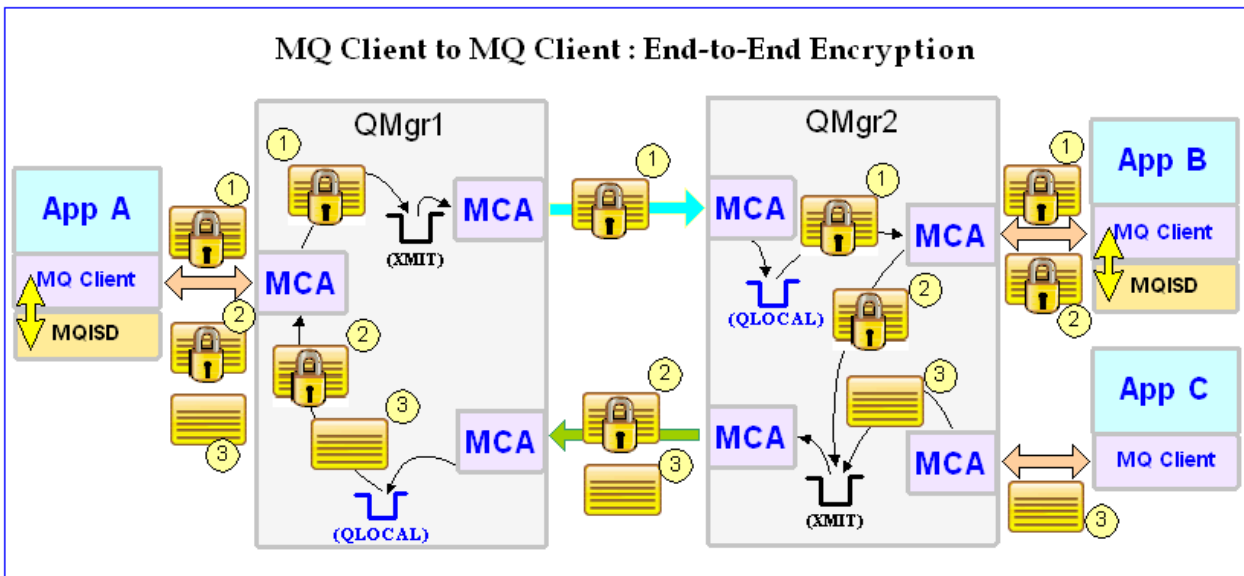 MQ Client to MQ Client : End-to-End Encryption
QMgr1
QMgr2
App A
MQ Client
MQISD
1
2
3
MCA
1
2
3
(XMIT)
MCA
MCA
(QLOCAL)
1
2
3
MCA
(QLOCAL)
1
MCA
2
3
MCA
(XMIT)
MCA
1
2
App B
MQ Client
MQISD
App C
MQ Client
3